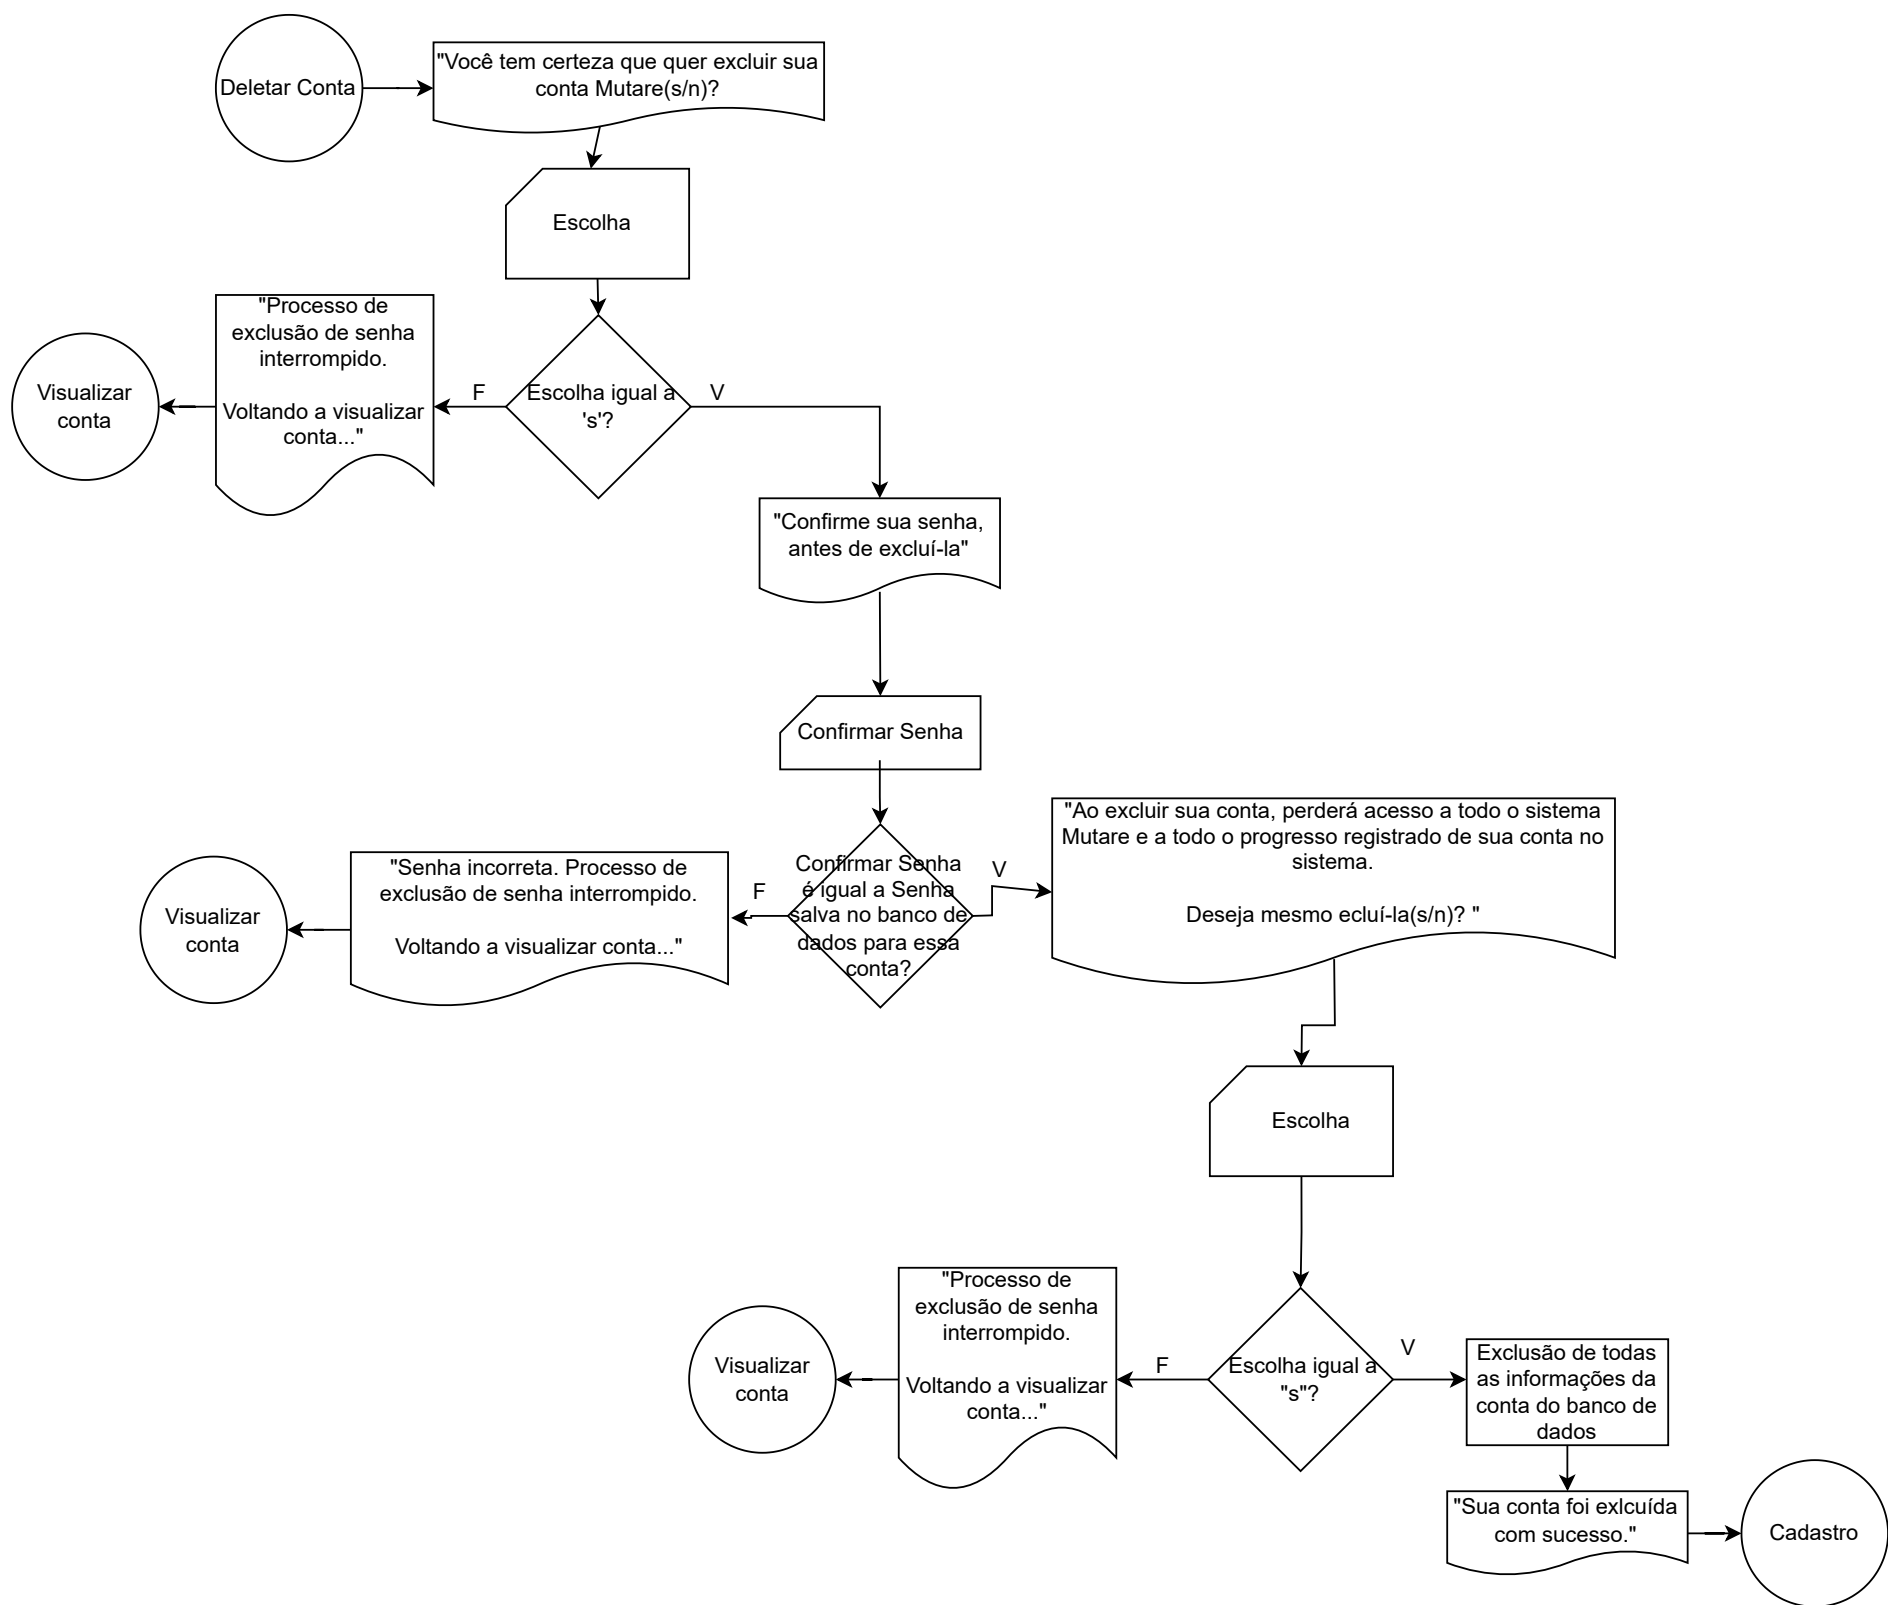 Deletar Conta
"Você tem certeza que quer excluir sua
conta Mutare(s/n)?
Escolha
Escolha igual a
's'?
F
V
"Processo de
exclusão de senha
interrompido.
Voltando a visualizar
conta..."
Visualizar
conta
"Confirme sua senha,
antes de excluí-la"
Confirmar Senha
Confirmar Senha
é igual a Senha
salva no banco de
dados para essa
conta?
F
V
"Senha incorreta. Processo de
exclusão de senha interrompido.
Voltando a visualizar conta..."
Visualizar
conta
"Ao excluir sua conta, perderá acesso a todo o sistema
Mutare e a todo o progresso registrado de sua conta no
sistema.
Deseja mesmo ecluí-la(s/n)? "
Escolha
Escolha igual a
"s"?
F
V
"Processo de
exclusão de senha
interrompido.
Voltando a visualizar
conta..."
Visualizar
conta
Exclusão de todas
as informações da
conta do banco de
dados
"Sua conta foi exlcuída
com sucesso."
Cadastro